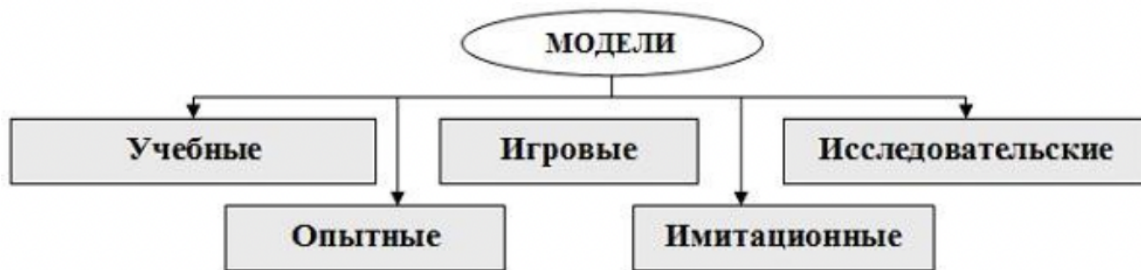 МОДЕЛИ
Учебные
Игровые
Исследовательские
Опытные
Имитационные